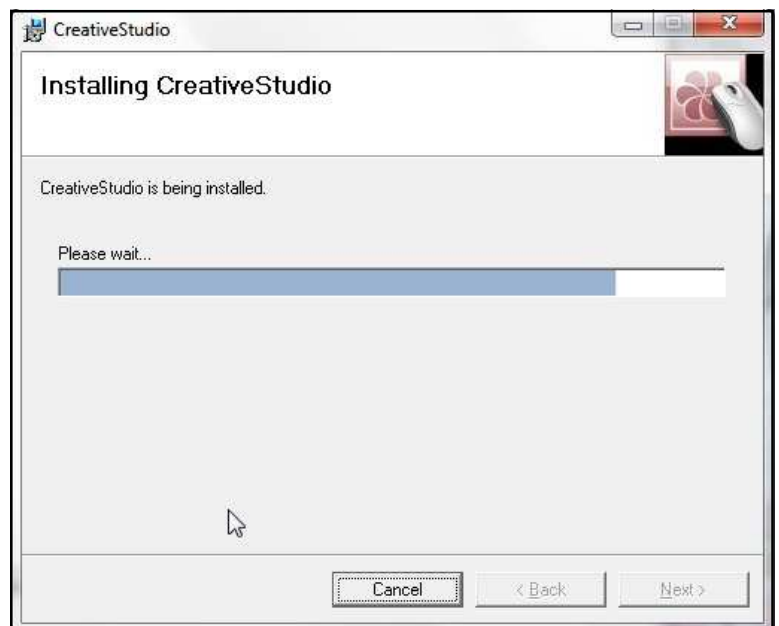 CreativeStudio
Installing CreativeStudio
CreativeStudio is being installed.
Please wait...
Cancel
< Back
Next >